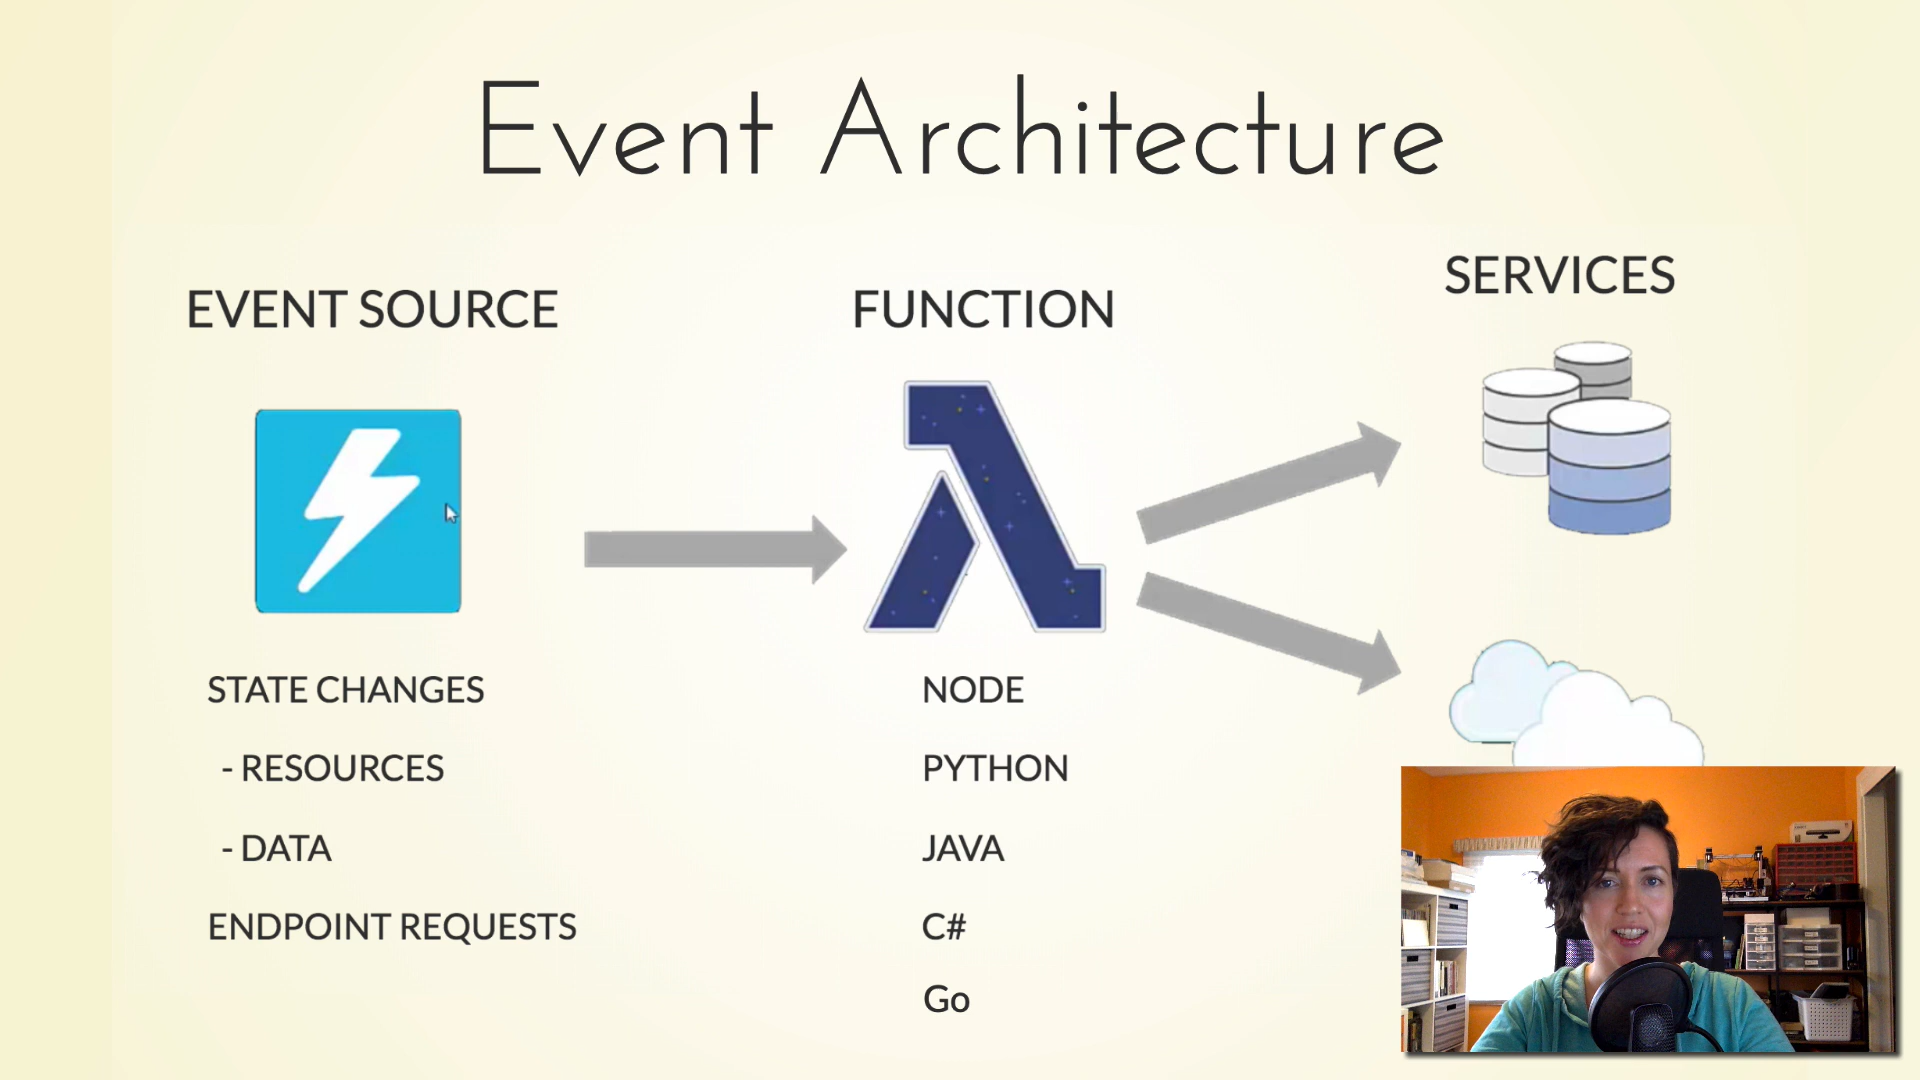 Event Architecture
EVENT SOURCE
STATE CHANGES
- RESOURCES
- DATA
ENDPOINT REQUESTS
FUNCTION
NODE
PYTHON
JAVA
C#
Go
SERVICES